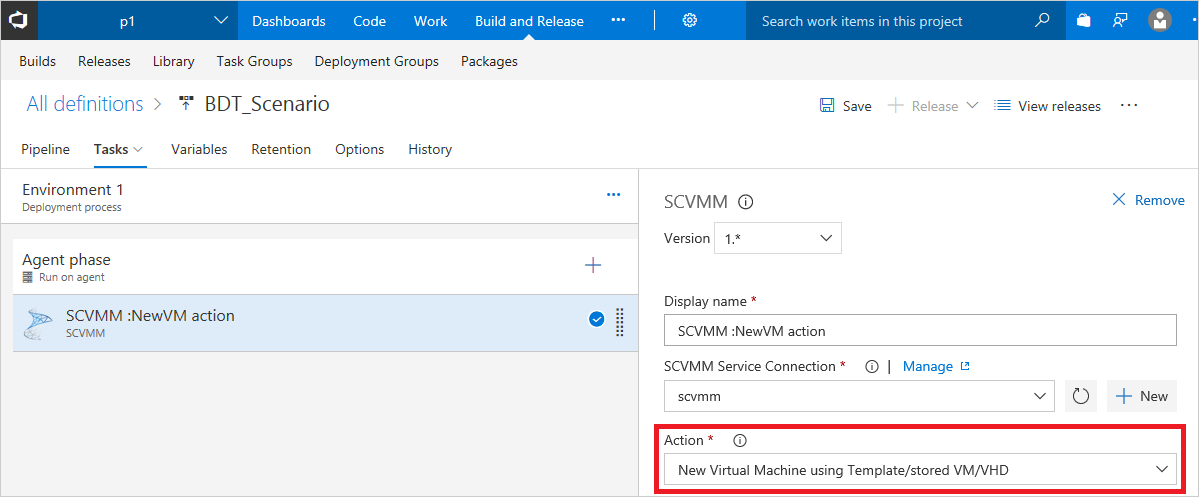 p1 Dashboards Code Work Build and Release ••• Search work items in this project
Builds Releases Library Task Groups Deployment Groups Packages
All definitions > BDT_Scenario Save + Release View releases •••
Pipeline Tasks Variables Retention Options History
Environment 1 •••
Deployment process
Agent phase
Run on agent
SCVMM :NewVM action
SCVMM
SCVMM Remove
Version 1.*
Display name *
SCVMM :NewVM action
SCVMM Service Connection * | Manage
scvmm + New
Action *
New Virtual Machine using Template/stored VM/VHD